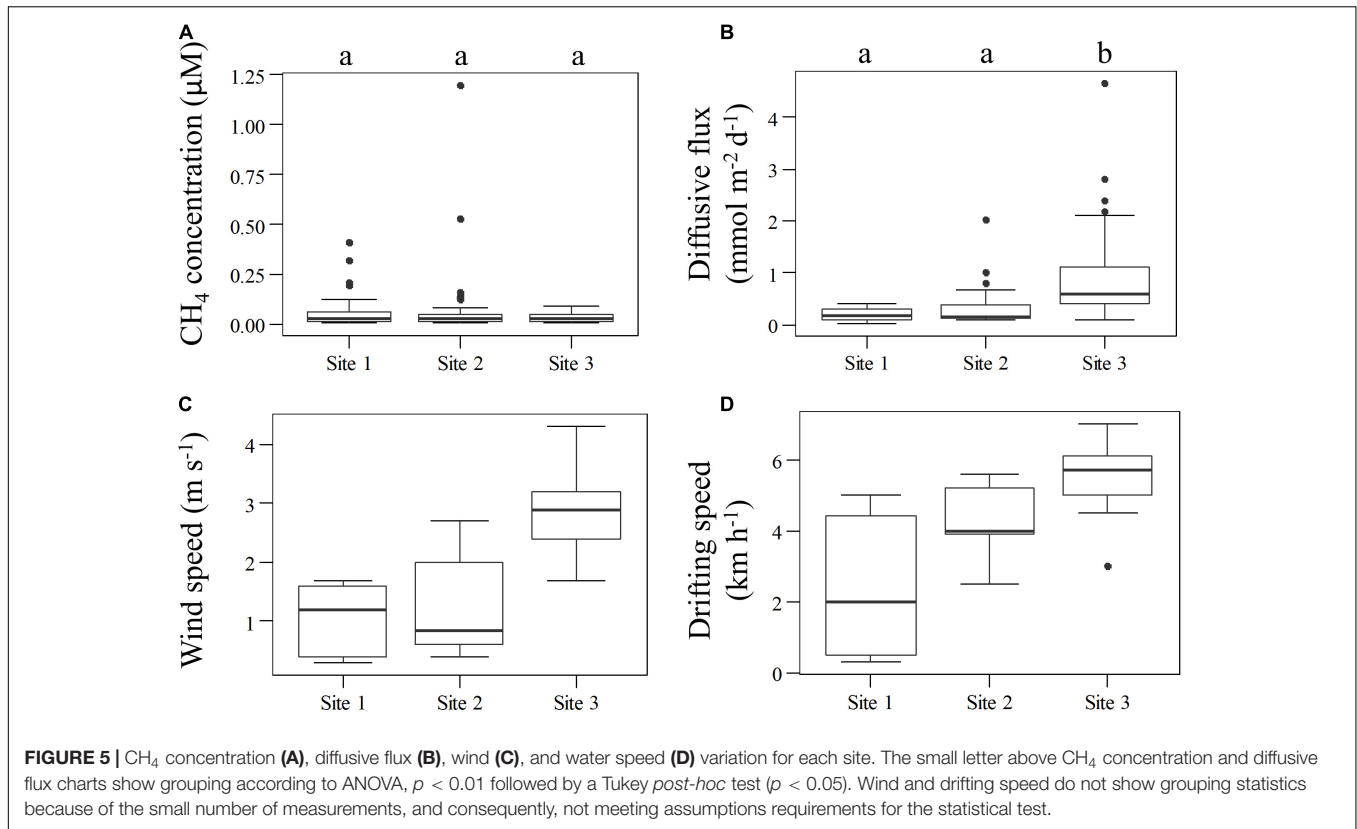 A
a a a
CH₄ concentration (µM)
1.25
1.00
0.75
0.50
0.25
0.00
Site 1 Site 2 Site 3
B
a a b
Diffusive flux
(mmol m⁻² d⁻¹)
4
3
2
1
0
Site 1 Site 2 Site 3
C
Wind speed (m s⁻¹)
4
3
2
1
Site 1 Site 2 Site 3
D
Drifting speed
(km h⁻¹)
6
4
2
0
Site 1 Site 2 Site 3
FIGURE 5 | CH₄ concentration (A), diffusive flux (B), wind (C), and water speed (D) variation for each site. The small letter above CH₄ concentration and diffusive
flux charts show grouping according to ANOVA, p < 0.01 followed by a Tukey post-hoc test (p < 0.05). Wind and drifting speed do not show grouping statistics
because of the small number of measurements, and consequently, not meeting assumptions requirements for the statistical test.